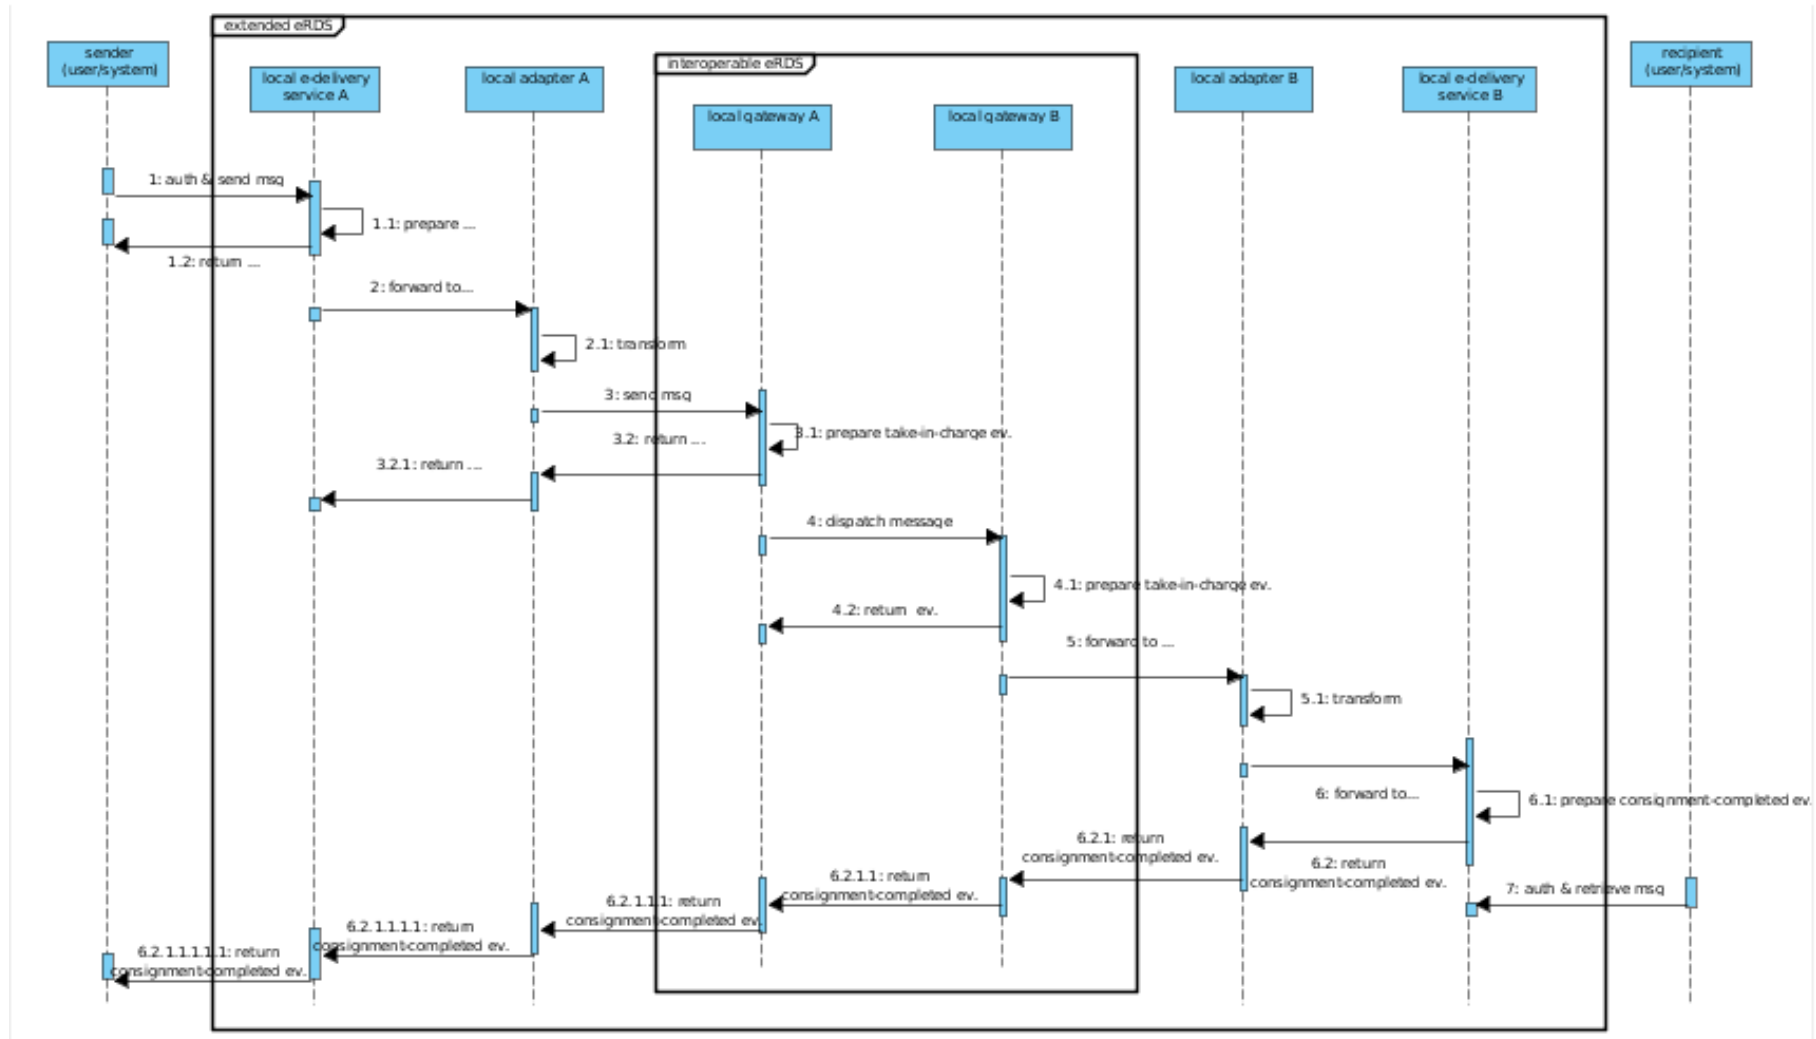 extended eRDS
sender
(user/system)
recipient
(user/system)
interoperable eRDS
local e-delivery
service A
local adapter A
local adapter B
local e-delivery
service B
local gateway A
local gateway B
1: auth & send msg
1.1: prepare ...
1.2: return ...
2: forward to...
2.1: transform
3: send msg
3.1: prepare take-in-charge ev.
3.2: return ...
3.2.1: return ...
4: dispatch message
4.1: prepare take-in-charge ev.
4.2: return ev.
5: forward to ...
5.1: transform
6: forward to...
6.1: prepare consignment-completed ev.
6.2.1: return
consignment-completed ev.
6.2: return
consignment-completed ev.
6.2.1.1: return
consignment-completed ev.
7: auth & retrieve msg
6.2.1.1.1: return
consignment-completed ev.
6.2.1.1.1.1: return
consignment-completed ev.
6.2.1.1.1.1.1: return
consignment-completed ev.